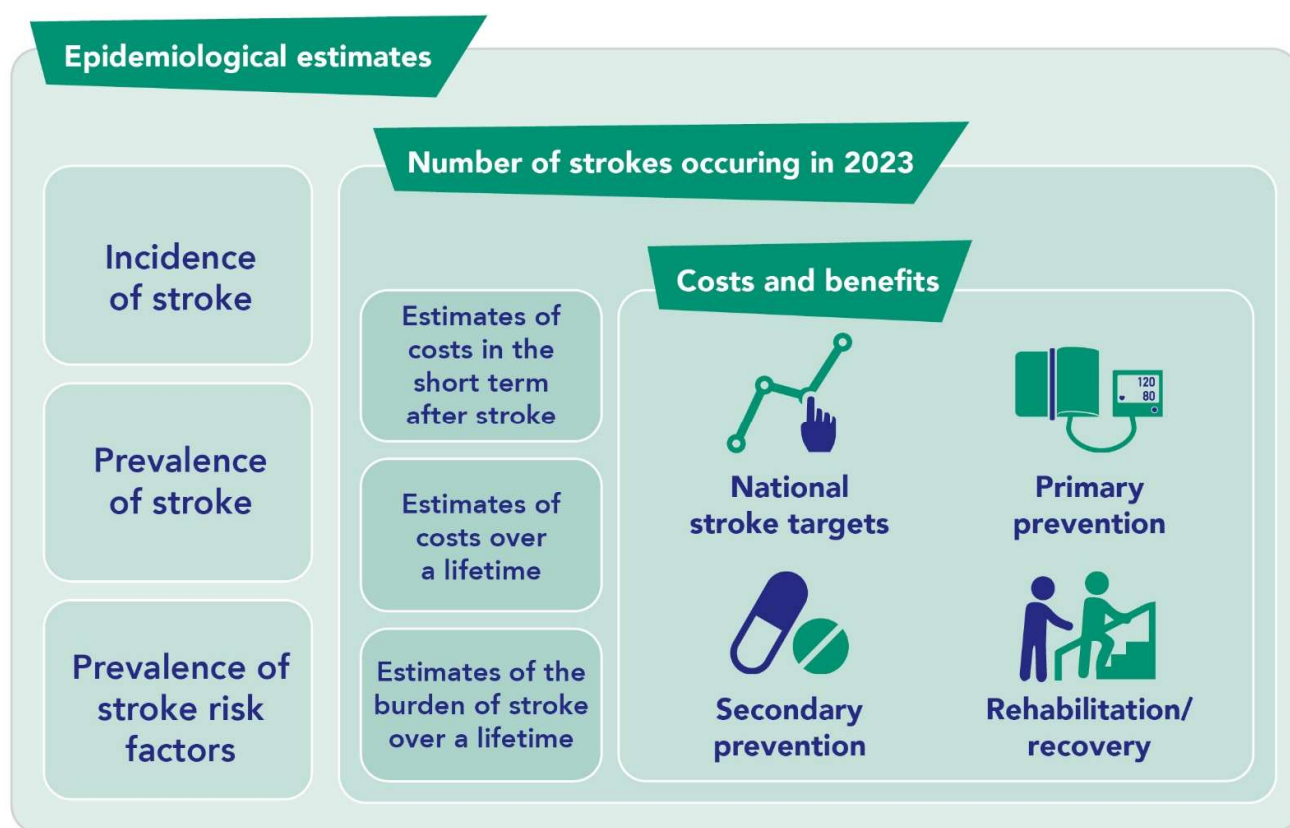 Epidemiological estimates
Number of strokes occuring in 2023
Incidence
of stroke
Prevalence
of stroke
Prevalence of
stroke risk
factors
Estimates of
costs in the
short term
after stroke
Estimates of
costs over
a lifetime
Estimates of the
burden of stroke
over a lifetime
Costs and benefits
National
stroke targets
120
80
Primary
prevention
Secondary
prevention
Rehabilitation/
recovery